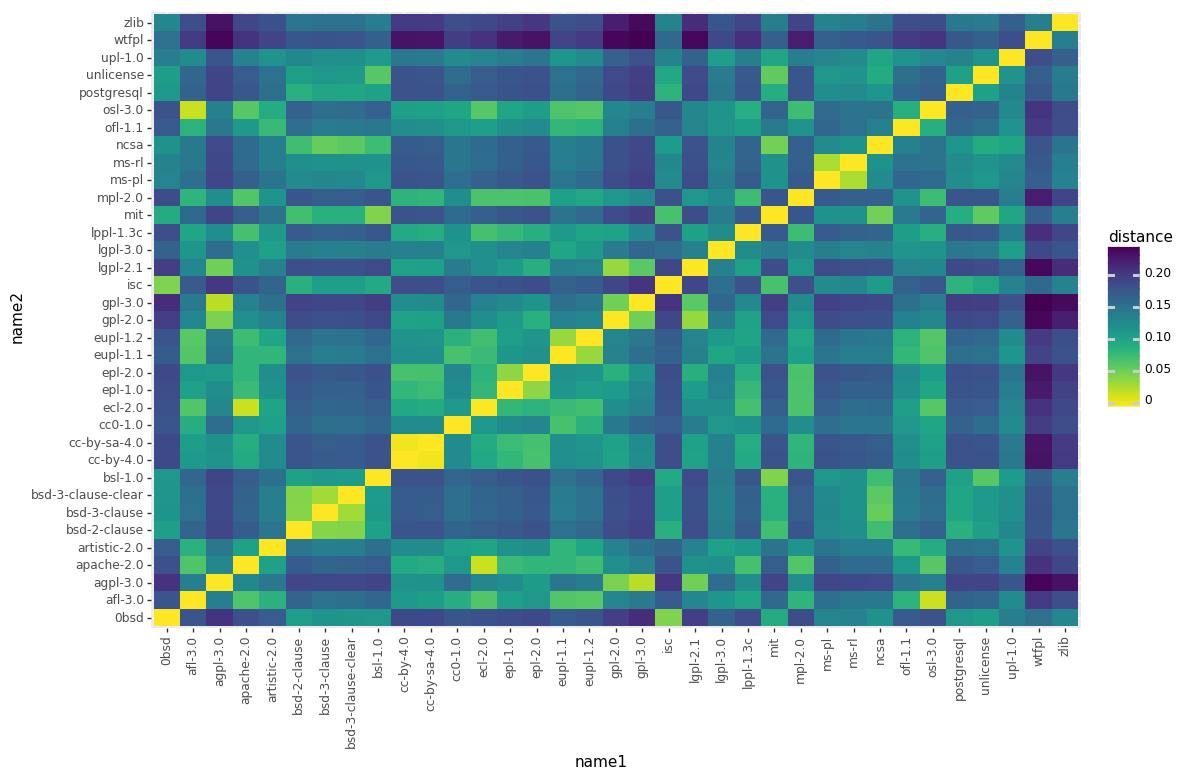 zlib
wtfpl
upl-1.0
unlicense
postgresql
osl-3.0
ofl-1.1
ncsa
ms-rl
ms-pl
mpl-2.0
mit
lppl-1.3c
lgpl-3.0
lgpl-2.1
isc
gpl-3.0
gpl-2.0
eupl-1.2
eupl-1.1
epl-2.0
epl-1.0
ecl-2.0
cc0-1.0
cc-by-sa-4.0
cc-by-4.0
bsl-1.0
bsd-3-clause-clear
bsd-3-clause
bsd-2-clause
artistic-2.0
apache-2.0
agpl-3.0
afl-3.0
0bsd
name2
0bsd
afl-3.0
agpl-3.0
apache-2.0
artistic-2.0
bsd-2-clause
bsd-3-clause
bsd-3-clause-clear
bsl-1.0
cc-by-4.0
cc-by-sa-4.0
cc0-1.0
ecl-2.0
epl-1.0
epl-2.0
eupl-1.1
eupl-1.2
gpl-2.0
gpl-3.0
isc
lgpl-2.1
lgpl-3.0
lppl-1.3c
mit
mpl-2.0
ms-pl
ms-rl
ncsa
ofl-1.1
osl-3.0
postgresql
unlicense
upl-1.0
wtfpl
zlib
name1
distance
0.20
0.15
0.10
0.05
0